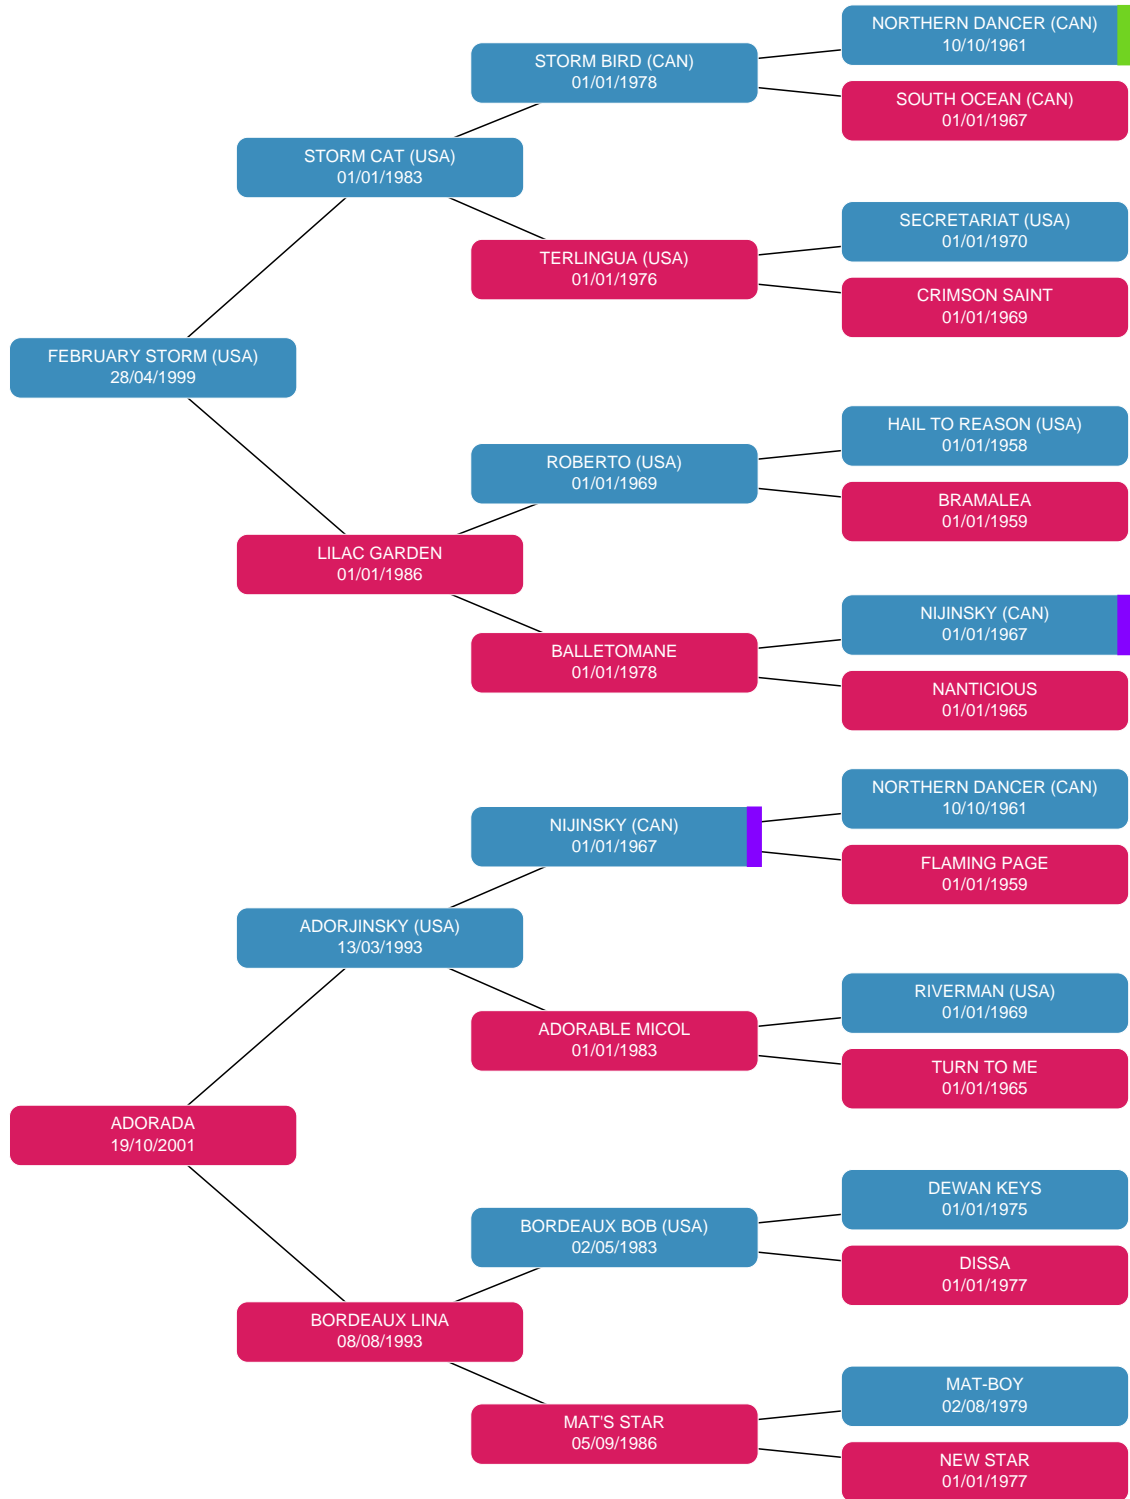 NORTHERN DANCER (CAN)
10/10/1961
STORM BIRD (CAN)
01/01/1978
SOUTH OCEAN (CAN)
01/01/1967
STORM CAT (USA)
01/01/1983
SECRETARIAT (USA)
01/01/1970
TERLINGUA (USA)
01/01/1976
CRIMSON SAINT
01/01/1969
FEBRUARY STORM (USA)
28/04/1999
HAIL TO REASON (USA)
01/01/1958
ROBERTO (USA)
01/01/1969
BRAMALEA
01/01/1959
LILAC GARDEN
01/01/1986
NIJINSKY (CAN)
01/01/1967
BALLETOMANE
01/01/1978
NANTICIOUS
01/01/1965
NORTHERN DANCER (CAN)
10/10/1961
NIJINSKY (CAN)
01/01/1967
FLAMING PAGE
01/01/1959
ADORJINSKY (USA)
13/03/1993
RIVERMAN (USA)
01/01/1969
ADORABLE MICOL
01/01/1983
TURN TO ME
01/01/1965
ADORADA
19/10/2001
DEWAN KEYS
01/01/1975
BORDEAUX BOB (USA)
02/05/1983
DISSA
01/01/1977
BORDEAUX LINA
08/08/1993
MAT-BOY
02/08/1979
MAT'S STAR
05/09/1986
NEW STAR
01/01/1977